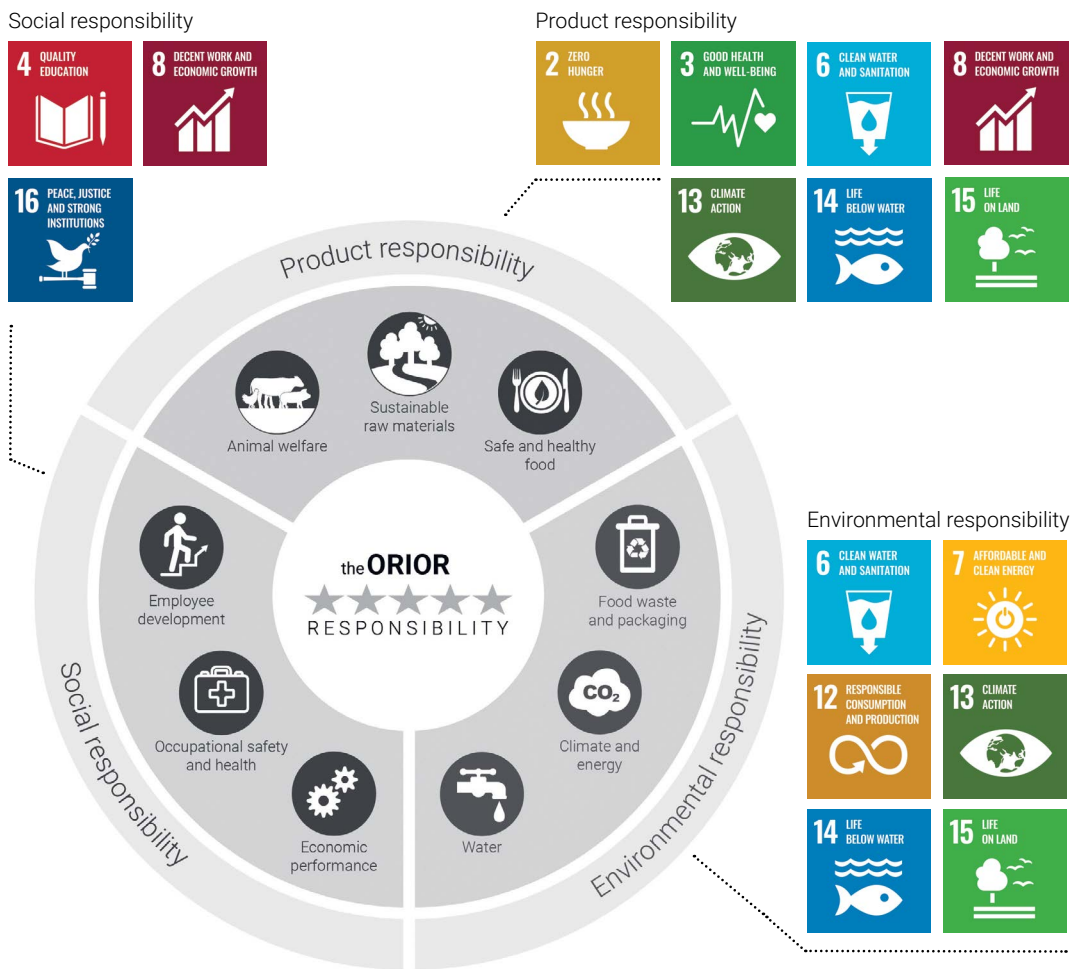 Social responsibility
4 QUALITY
EDUCATION
8 DECENT WORK AND
ECONOMIC GROWTH
16 PEACE, JUSTICE
AND STRONG
INSTITUTIONS
Product responsibility
2 ZERO
HUNGER
3 GOOD HEALTH
AND WELL-BEING
6 CLEAN WATER
AND SANITATION
8 DECENT WORK AND
ECONOMIC GROWTH
13 CLIMATE
ACTION
14 LIFE
BELOW WATER
15 LIFE
ON LAND
Product responsibility
Animal welfare
Sustainable
raw materials
Safe and healthy
food
the ORIOR
RESPONSIBILITY
Social responsibility
Employee
development
Occupational safety
and health
Economic
performance
Environmental responsibility
Food waste
and packaging
CO₂
Climate and
energy
Water
Environmental responsibility
6 CLEAN WATER
AND SANITATION
7 AFFORDABLE AND
CLEAN ENERGY
12 RESPONSIBLE
CONSUMPTION
AND PRODUCTION
13 CLIMATE
ACTION
14 LIFE
BELOW WATER
15 LIFE
ON LAND